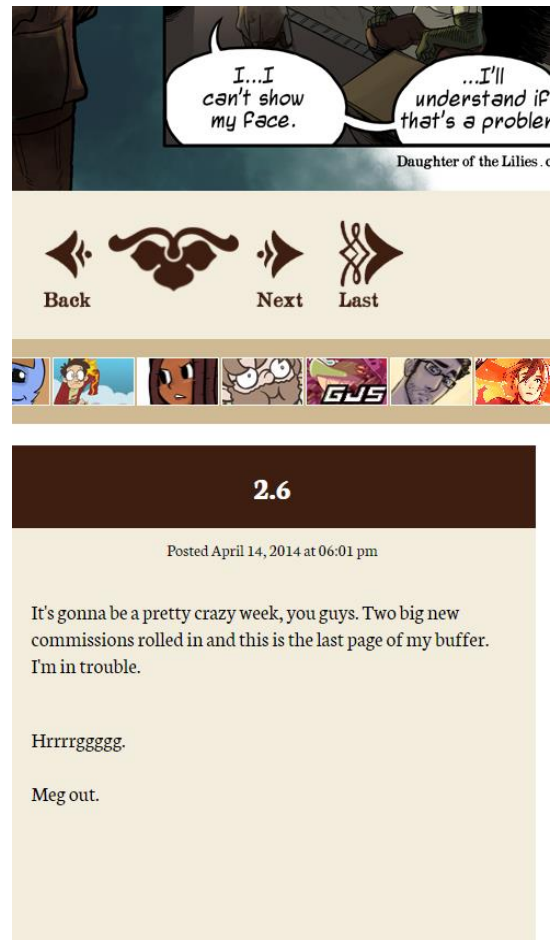 I...I
can't show
my face.
...I'll
understand if
that's a problem
Daughter of the Lilies.c
Back
Next
Last
GJS
2.6
Posted April 14, 2014 at 06:01 pm
It's gonna be a pretty crazy week, you guys. Two big new
commissions rolled in and this is the last page of my buffer.
I'm in trouble.
Hrrrrggggg.
Meg out.